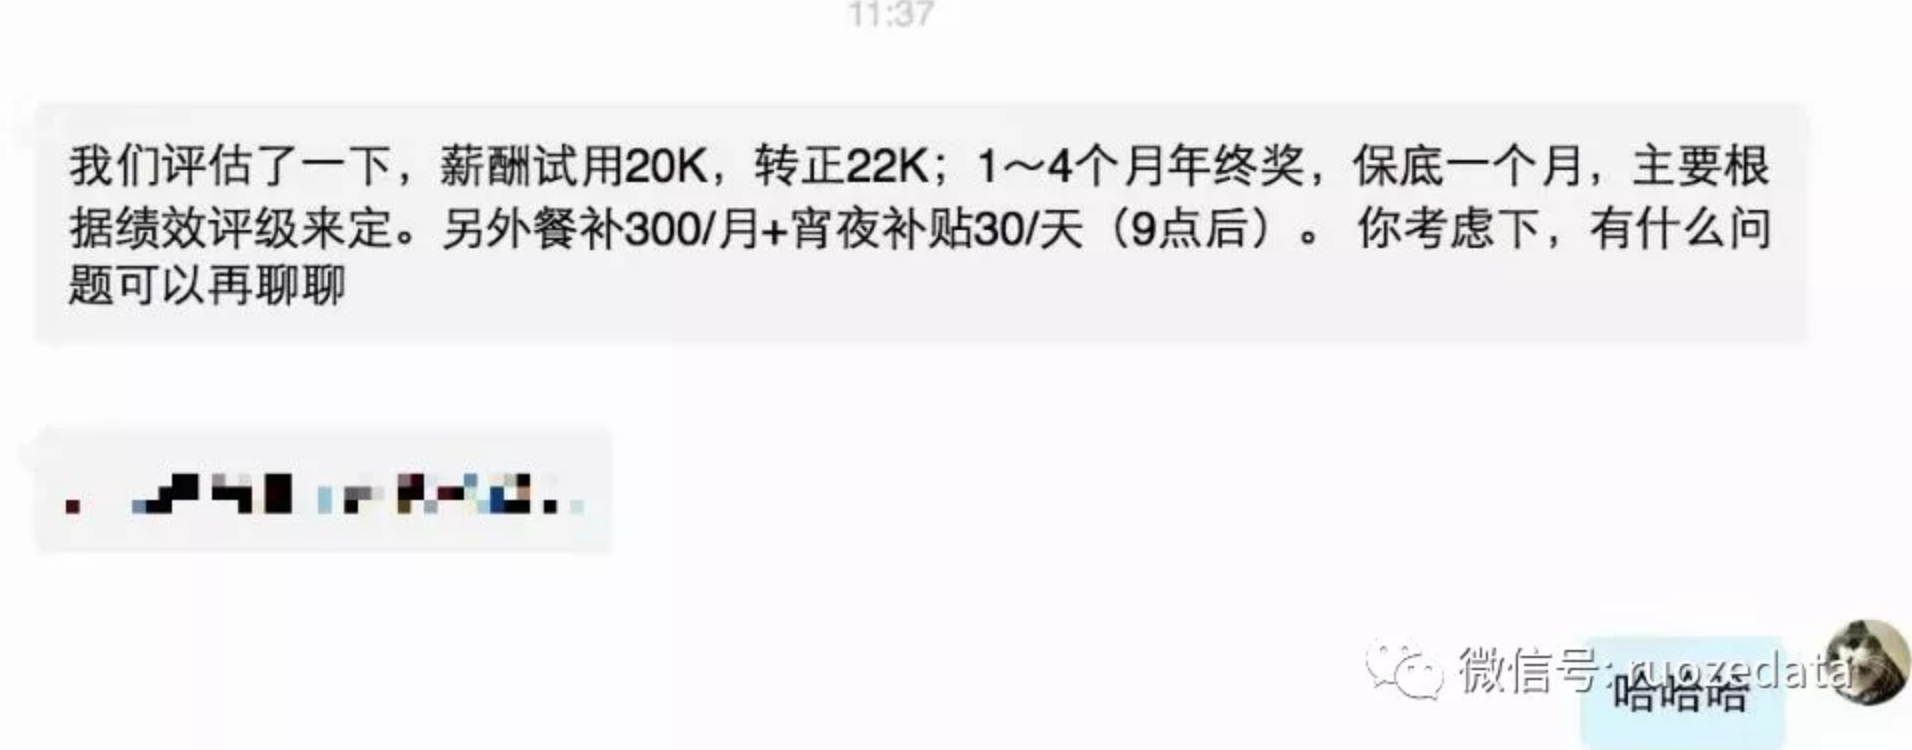 11:37
我们评估了一下，薪酬试用20K，转正22K；1～4个月年终奖，保底一个月，主要根
据绩效评级来定。另外餐补300/月+宵夜补贴30/天（9点后）。 你考虑下，有什么问
题可以再聊聊
微信号: ruozedata
哈哈哈